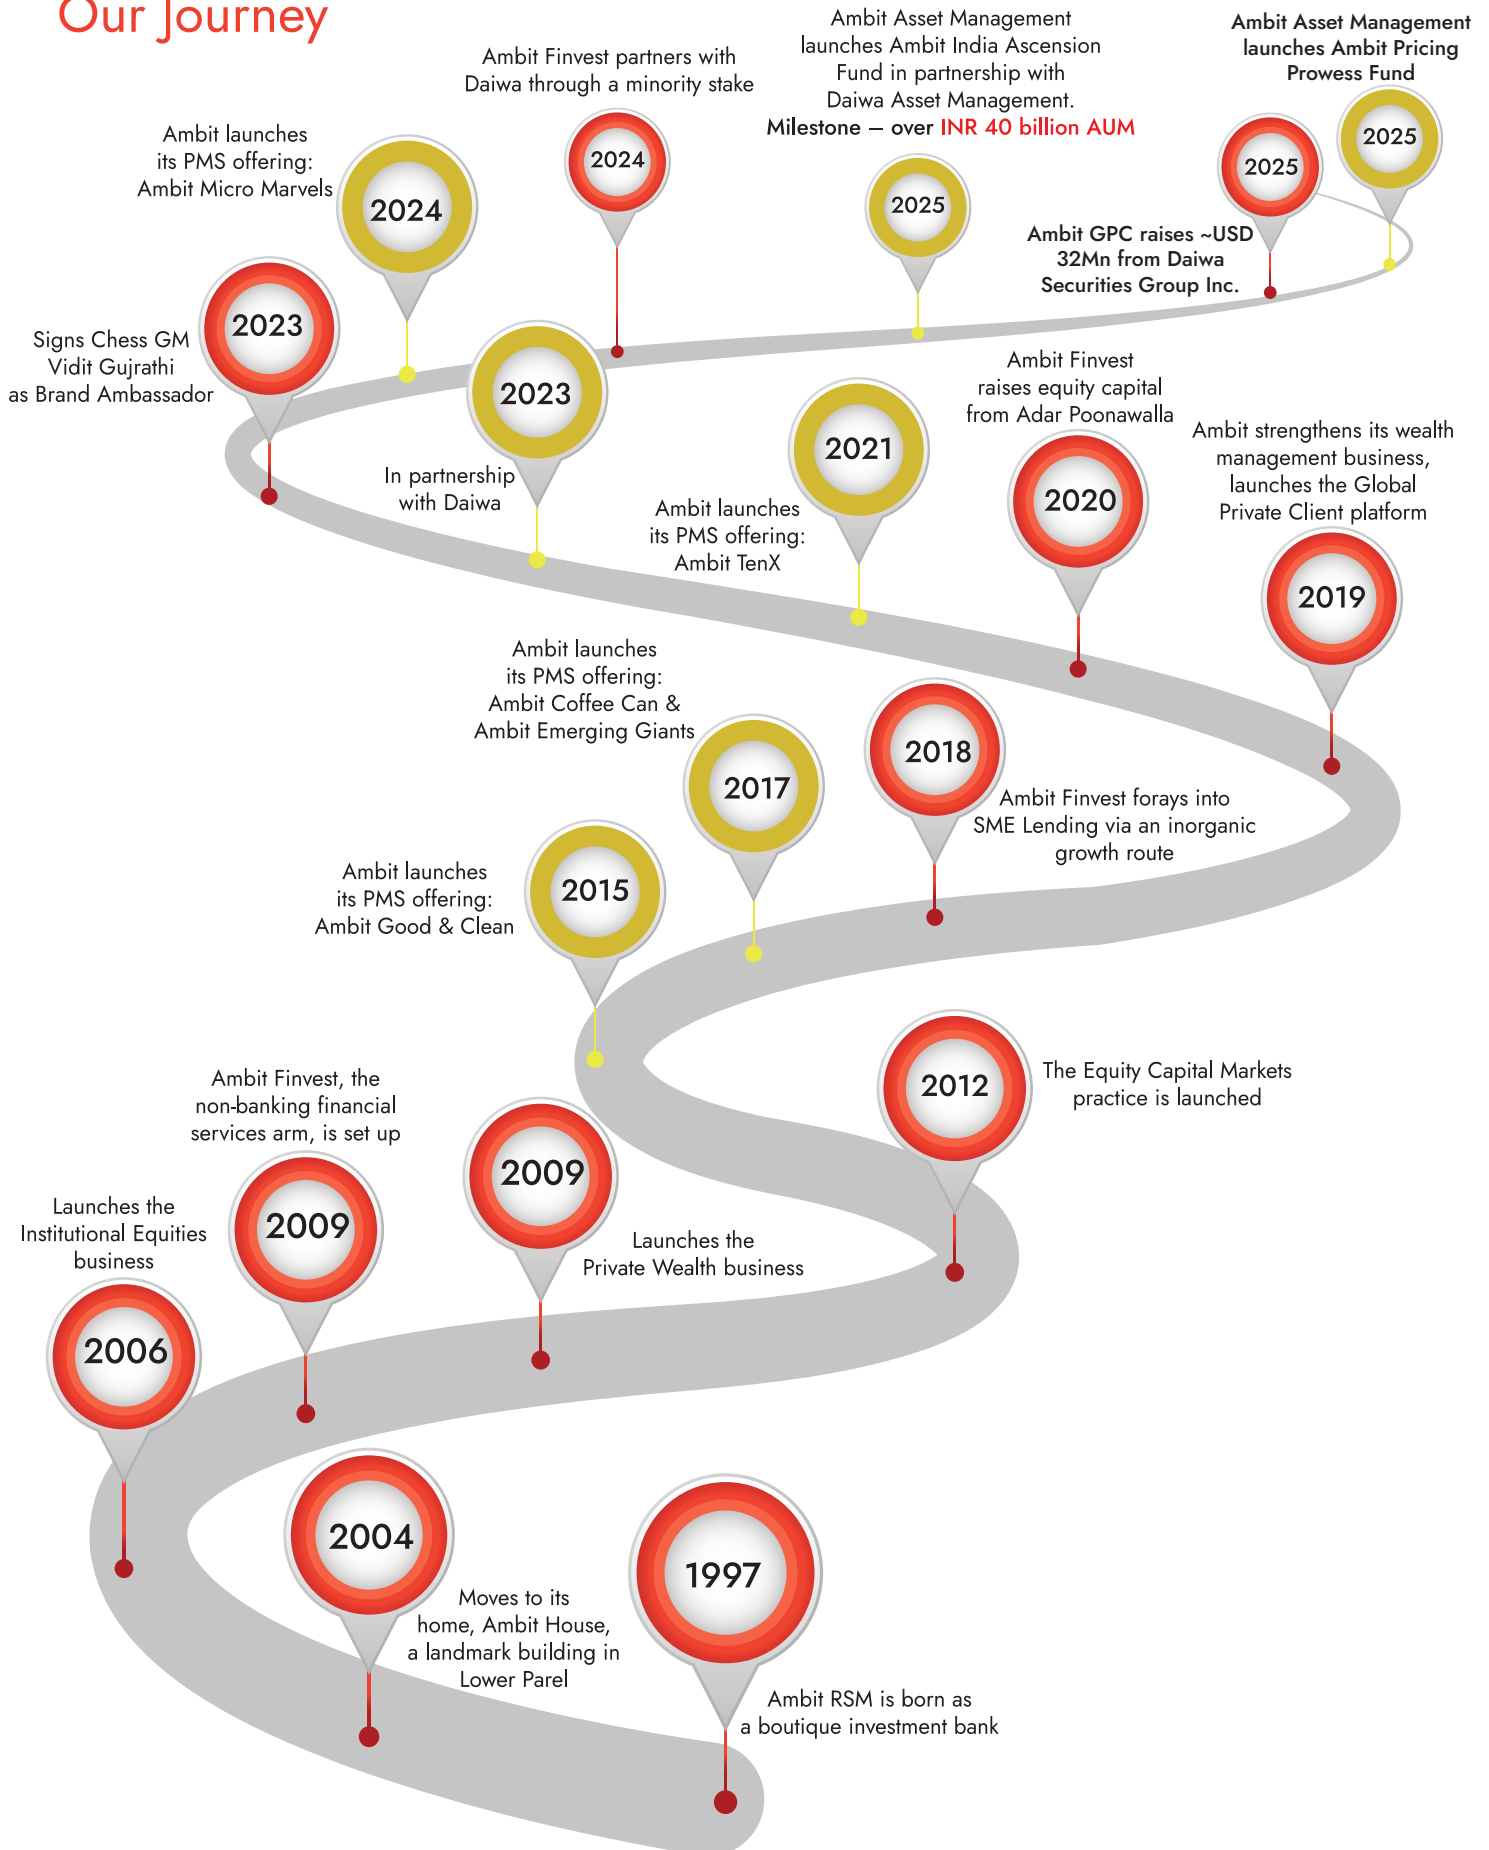 Our Journey
Ambit Asset Management
launches Ambit Pricing
Prowess Fund
2025
2025
Ambit GPC raises ~USD
32Mn from Daiwa
Securities Group Inc.
Ambit Asset Management
launches Ambit India Ascension
Fund in partnership with
Daiwa Asset Management.
Milestone – over INR 40 billion AUM
2025
Ambit Finvest partners with
Daiwa through a minority stake
2024
Ambit launches
its PMS offering:
Ambit Micro Marvels
2024
2023
Signs Chess GM
Vidit Gujrathi
as Brand Ambassador
2023
In partnership
with Daiwa
2021
Ambit launches
its PMS offering:
Ambit TenX
Ambit Finvest
raises equity capital
from Adar Poonawalla
2020
Ambit strengthens its wealth
management business,
launches the Global
Private Client platform
2019
2018
Ambit Finvest forays into
SME Lending via an inorganic
growth route
Ambit launches
its PMS offering:
Ambit Coffee Can &
Ambit Emerging Giants
2017
Ambit launches
its PMS offering:
Ambit Good & Clean
2015
2012
The Equity Capital Markets
practice is launched
2009
Launches the
Private Wealth business
Ambit Finvest, the
non-banking financial
services arm, is set up
2009
Launches the
Institutional Equities
business
2006
2004
Moves to its
home, Ambit House,
a landmark building in
Lower Parel
1997
Ambit RSM is born as
a boutique investment bank